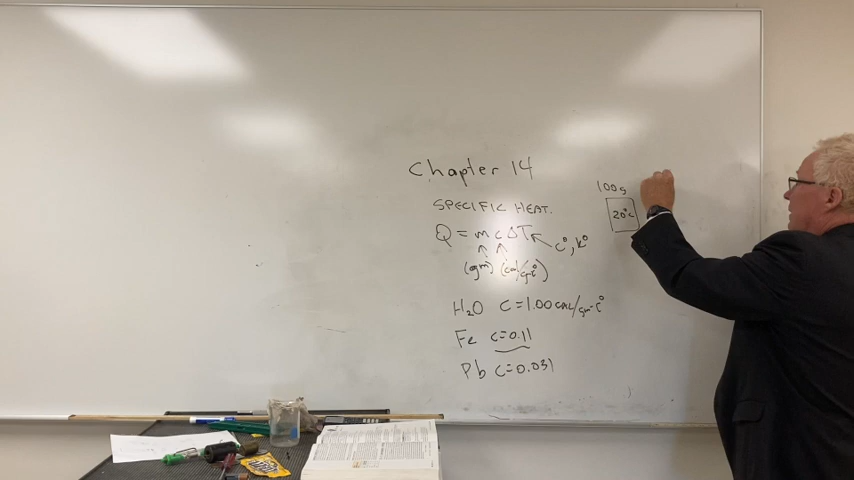 Chapter 14
SPECIFIC HEAT.
Q = mcΔT
c°, k°
(gm) (cal/gm c°)
H₂O C=1.00 CAL/gm-c°
Fe c=0.11
Pb c=0.031
100g
20°C